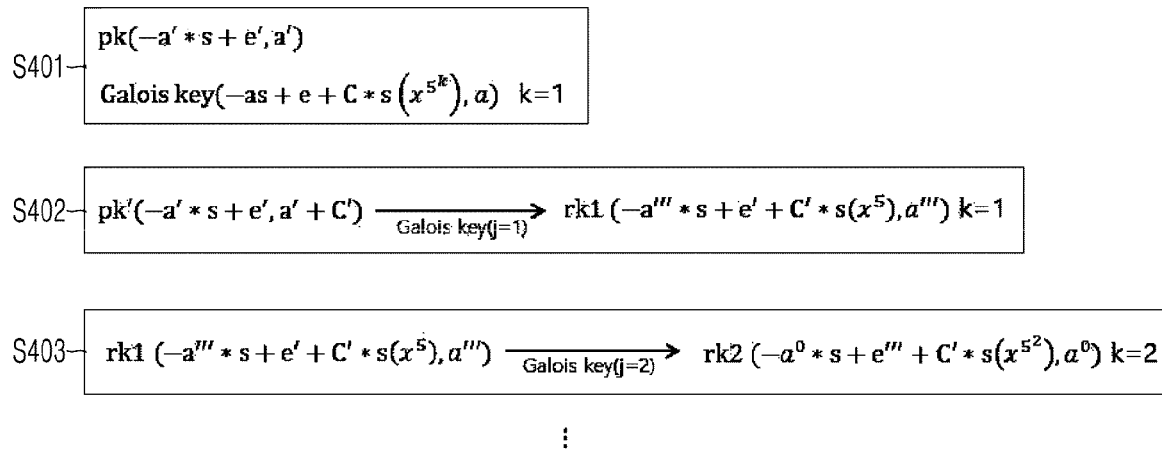 S401
pk(−a′ * s + e′, a′)
Galois key(−as + e + C * s(x^{5^k}), a) k=1
S402
pk′(−a′ * s + e′, a′ + C′) → rk1 (−a‴ * s + e′ + C′ * s(x^5), a‴) k=1
Galois key(j=1)
S403
rk1 (−a‴ * s + e′ + C′ * s(x^5), a‴) → rk2 (−a^0 * s + e‴ + C′ * s(x^{5^2}), a^0) k=2
Galois key(j=2)
⋮